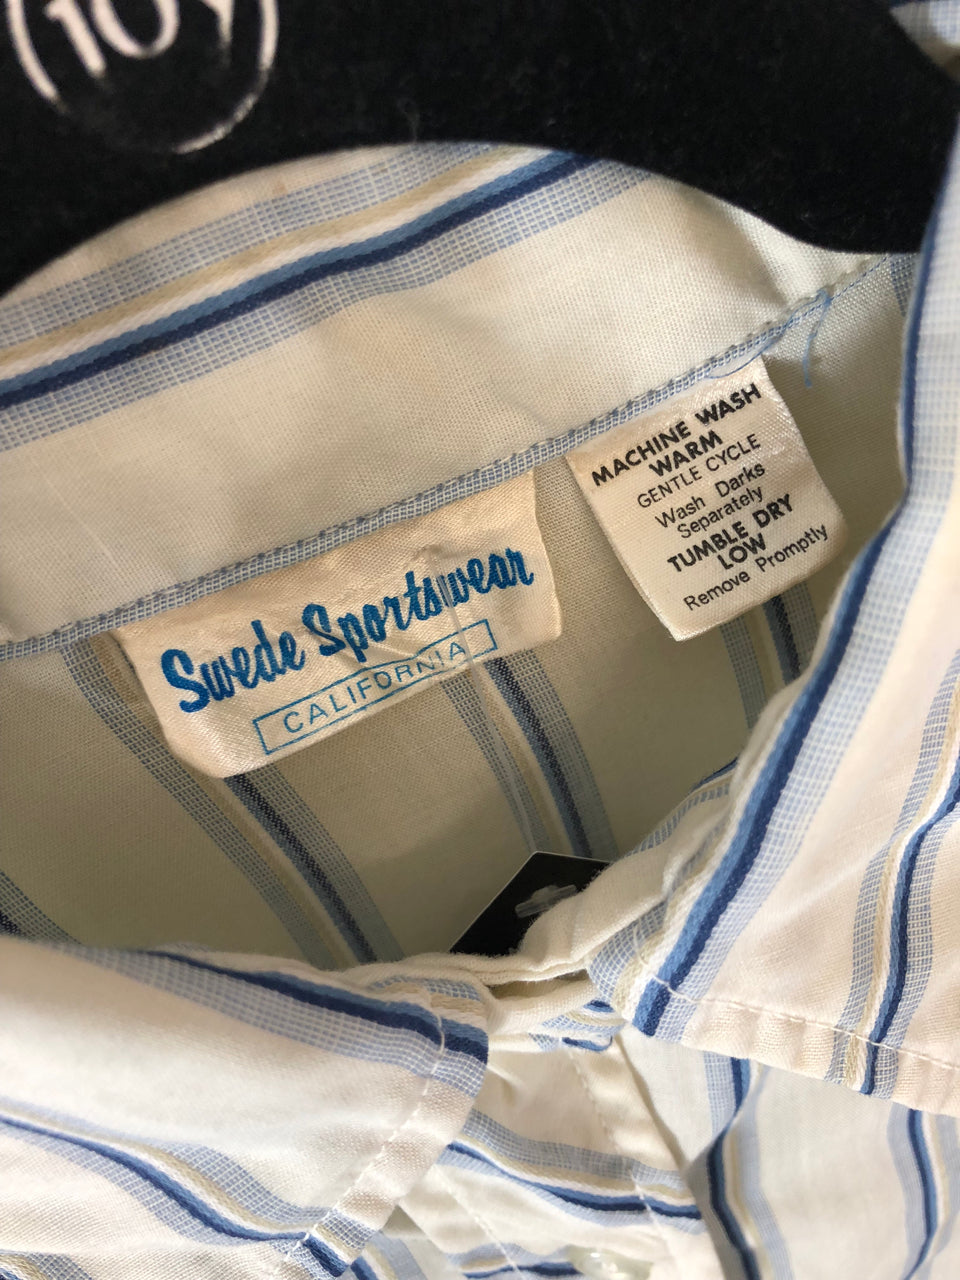 Swede Sportswear
CALIFORNIA
MACHINE WASH
WARM
GENTLE CYCLE
Wash Darks
Separately
TUMBLE DRY
LOW
Remove Promptly